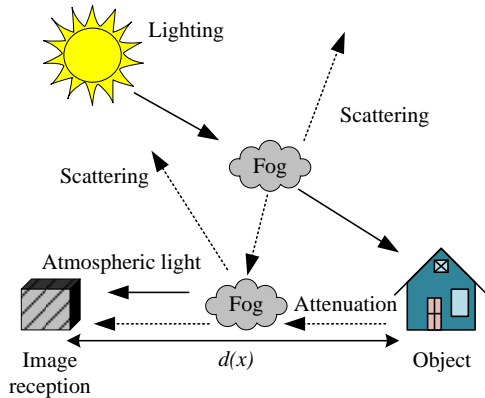 Lighting
Scattering
Fog
Scattering
Atmospheric light
Fog
Attenuation
Image
reception
d(x)
Object